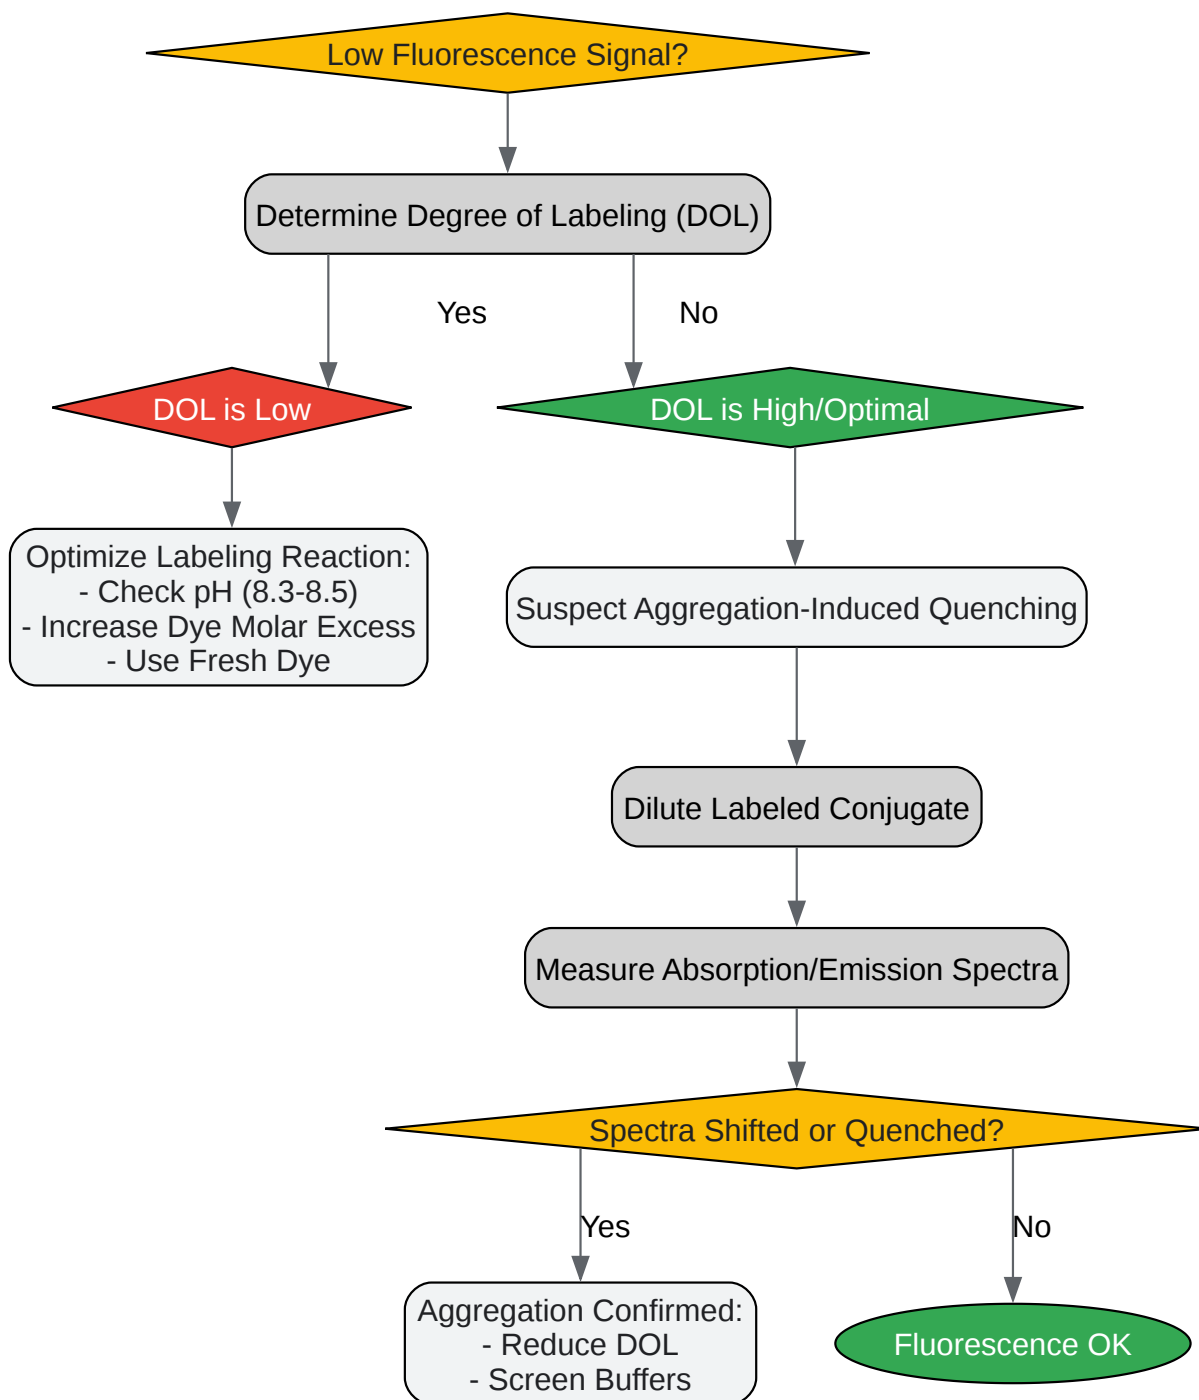 Low Fluorescence Signal?
Determine Degree of Labeling (DOL)
Yes
No
DOL is Low
DOL is High/Optimal
Optimize Labeling Reaction:
- Check pH (8.3-8.5)
- Increase Dye Molar Excess
- Use Fresh Dye
Suspect Aggregation-Induced Quenching
Dilute Labeled Conjugate
Measure Absorption/Emission Spectra
Spectra Shifted or Quenched?
Yes
No
Aggregation Confirmed:
- Reduce DOL
- Screen Buffers
Fluorescence OK